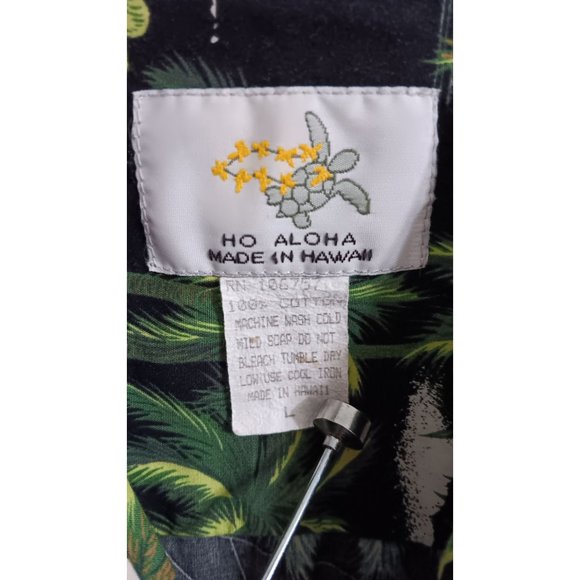 HO ALOHA
MADE IN HAWAII
RN 106757
100% COTTON
MACHINE WASH COLD
MILD SOAP DO NOT
BLEACH TUMBLE DRY
LOW USE COOL IRON
MADE IN HAWAII
L